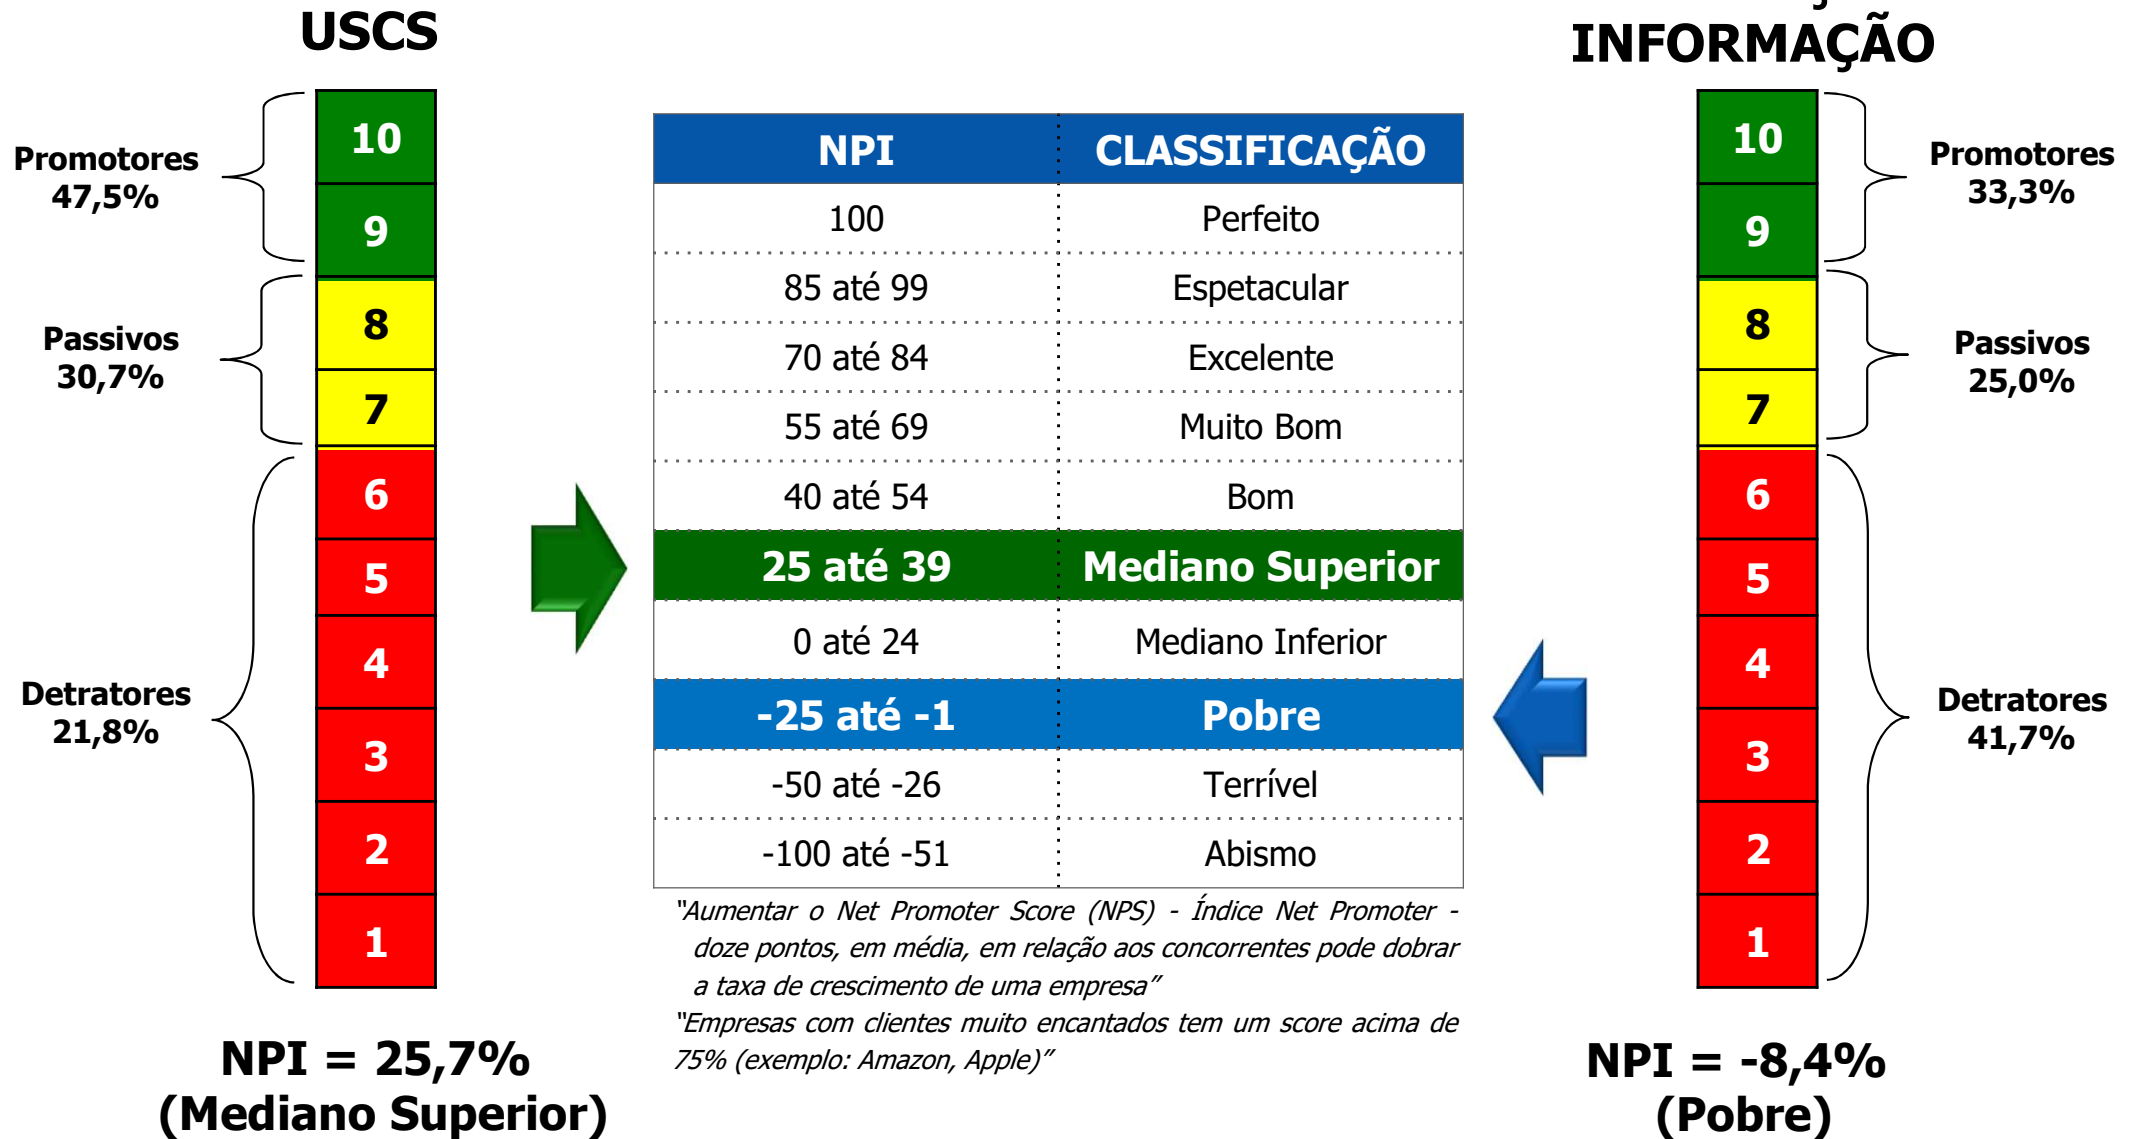 USCS
10
9
8
7
6
5
4
3
2
1
Promotores
47,5%
Passivos
30,7%
Detratores
21,8%
NPI = 25,7%
(Mediano Superior)
NPI CLASSIFICAÇÃO
100 Perfeito
85 até 99 Espetacular
70 até 84 Excelente
55 até 69 Muito Bom
40 até 54 Bom
25 até 39 Mediano Superior
0 até 24 Mediano Inferior
-25 até -1 Pobre
-50 até -26 Terrível
-100 até -51 Abismo
"Aumentar o Net Promoter Score (NPS) - Índice Net Promoter -
doze pontos, em média, em relação aos concorrentes pode dobrar
a taxa de crescimento de uma empresa"
"Empresas com clientes muito encantados tem um score acima de
75% (exemplo: Amazon, Apple)"
INFORMAÇÃO
10
9
8
7
6
5
4
3
2
1
Promotores
33,3%
Passivos
25,0%
Detratores
41,7%
NPI = -8,4%
(Pobre)